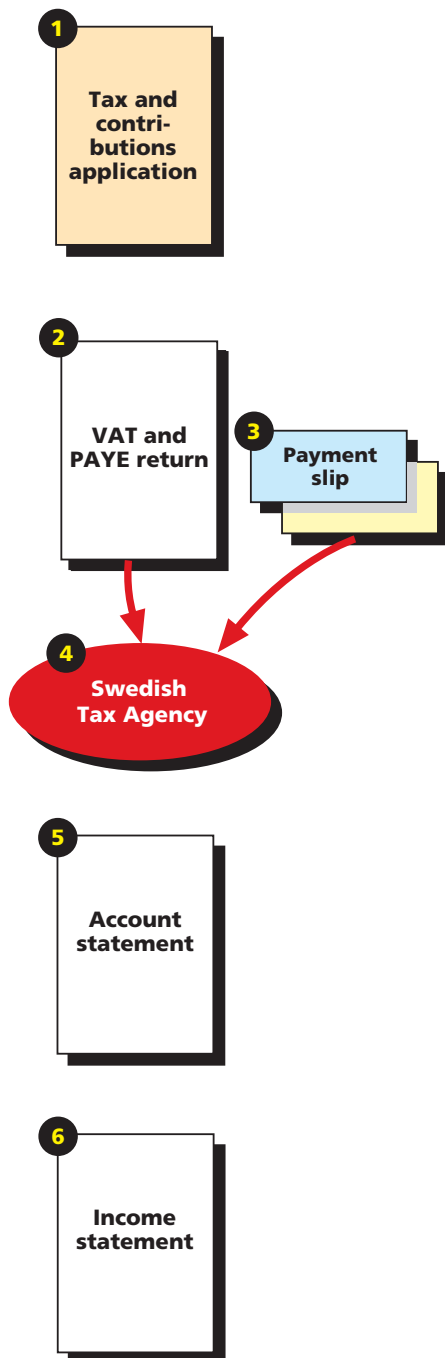 1
Tax and
contri-
butions
application
2
VAT and
PAYE return
3
Payment
slip
4
Swedish
Tax Agency
5
Account
statement
6
Income
statement